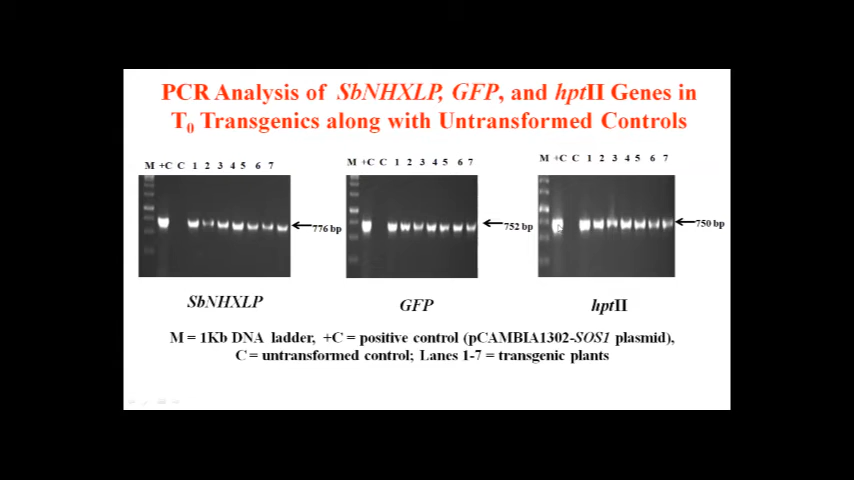 PCR Analysis of SbNHXLP, GFP, and hptII Genes in
T0 Transgenics along with Untransformed Controls
M +C C 1 2 3 4 5 6 7
776 bp
SbNHXLP
M +C C 1 2 3 4 5 6 7
752 bp
GFP
M +C C 1 2 3 4 5 6 7
750 bp
hptII
M = 1Kb DNA ladder, +C = positive control (pCAMBIA1302-SOS1 plasmid),
C = untransformed control; Lanes 1-7 = transgenic plants